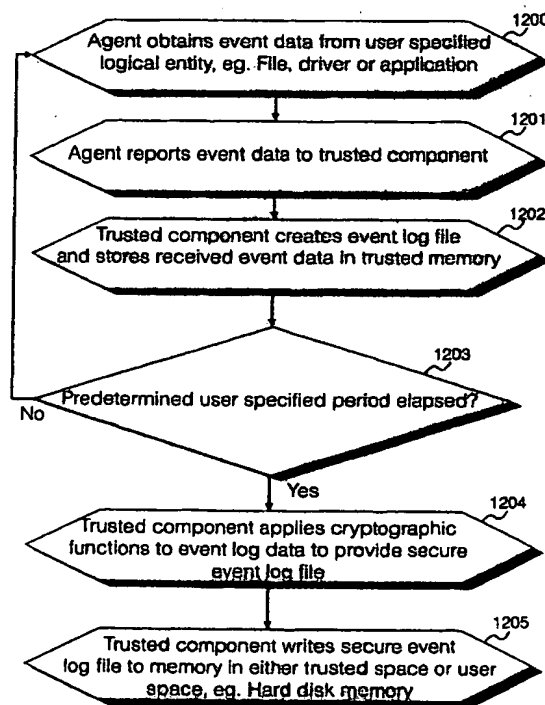 1200
Agent obtains event data from user specified
logical entity, eg. File, driver or application
1201
Agent reports event data to trusted component
1202
Trusted component creates event log file
and stores received event data in trusted memory
1203
Predetermined user specified period elapsed?
No
Yes
1204
Trusted component applies cryptographic
functions to event log data to provide secure
event log file
1205
Trusted component writes secure event
log file to memory in either trusted space or user
space, eg. Hard disk memory